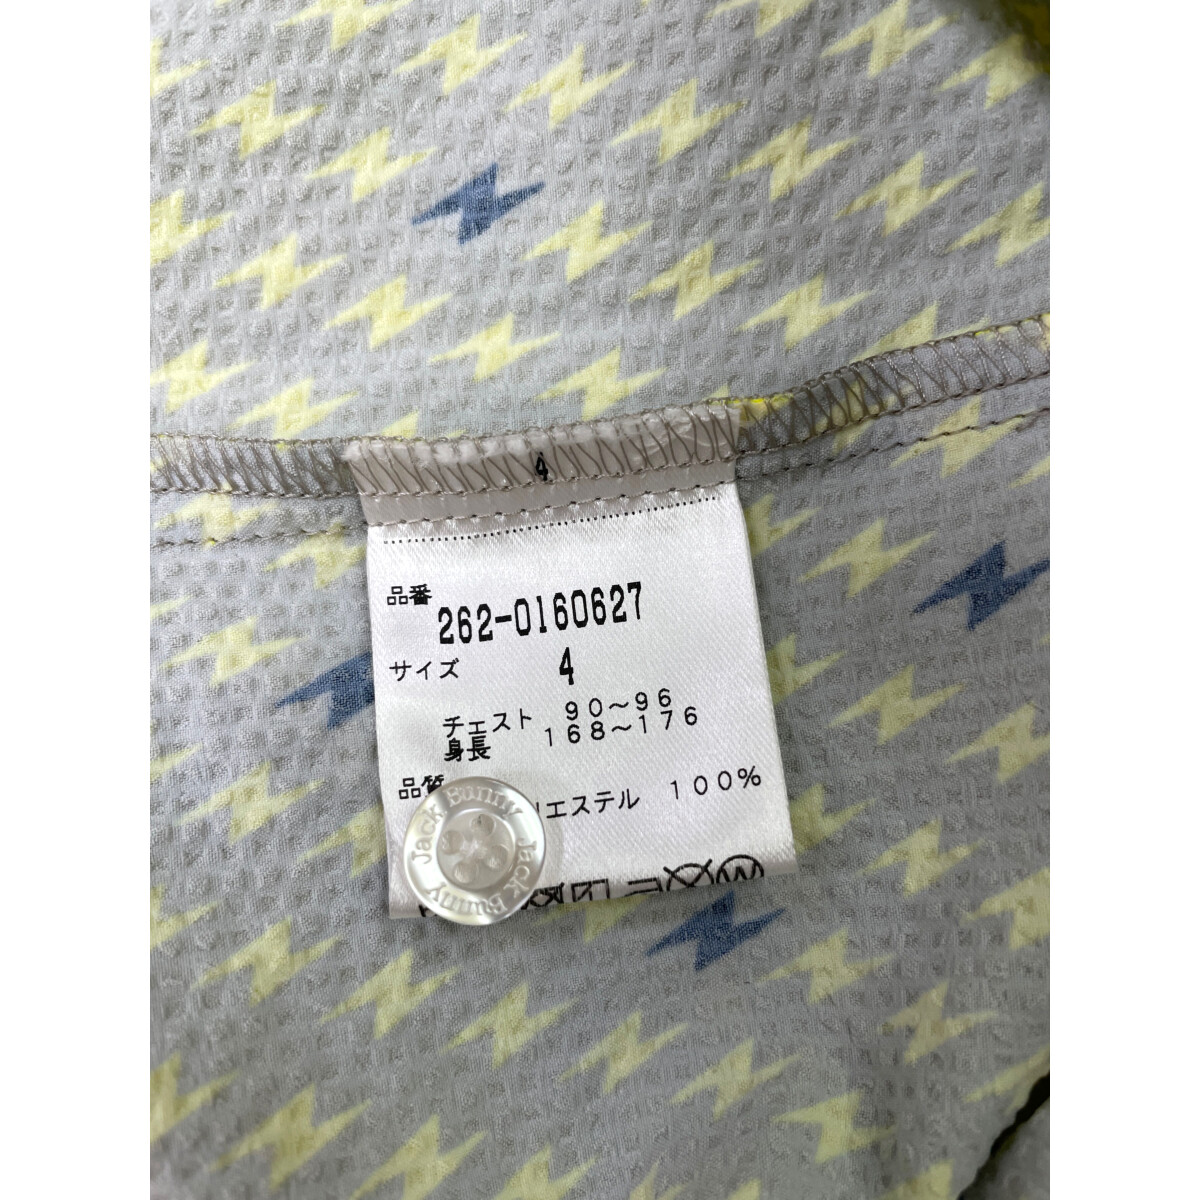 4
品番
262-0160627
サイズ 4
チェスト 90～96
身長 168～176
品質
リエステル 100%
Jack Bunny Jack Bunny